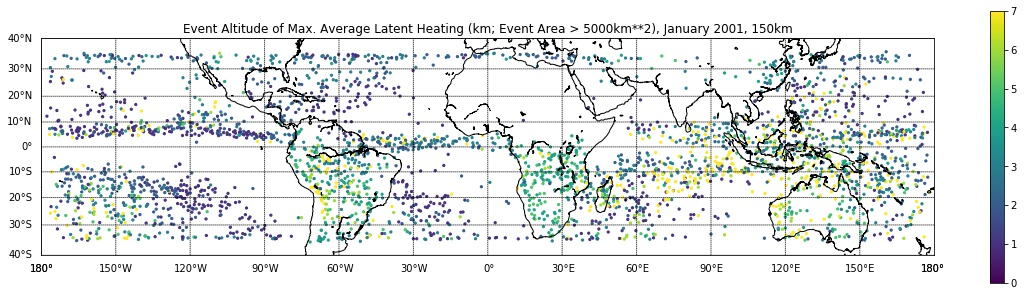 Event Altitude of Max. Average Latent Heating (km; Event Area > 5000km**2), January 2001, 150km
40°N
30°N
20°N
10°N
0°
10°S
20°S
30°S
40°S
180° 150°W 120°W 90°W 60°W 30°W 0° 30°E 60°E 90°E 120°E 150°E 180°
7
6
5
4
3
2
1
0